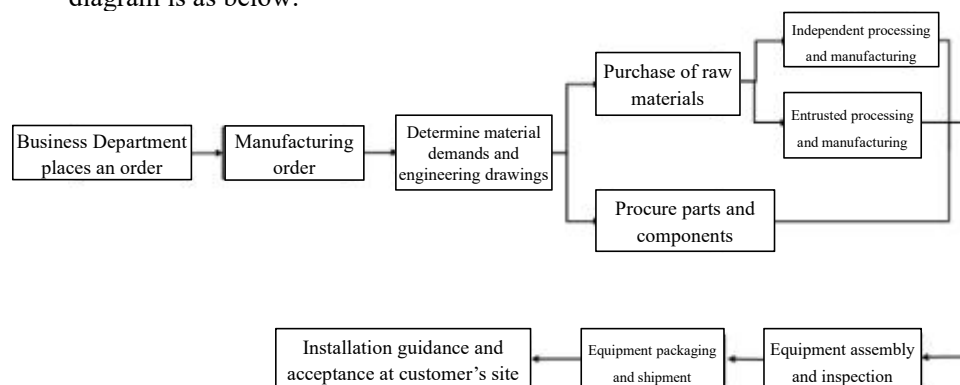 diagram is as below:
Independent processing
and manufacturing
Purchase of raw
materials
Entrusted processing
and manufacturing
Business Department
places an order
Manufacturing
order
Determine material
demands and
engineering drawings
Procure parts and
components
Installation guidance and
acceptance at customer’s site
Equipment packaging
and shipment
Equipment assembly
and inspection